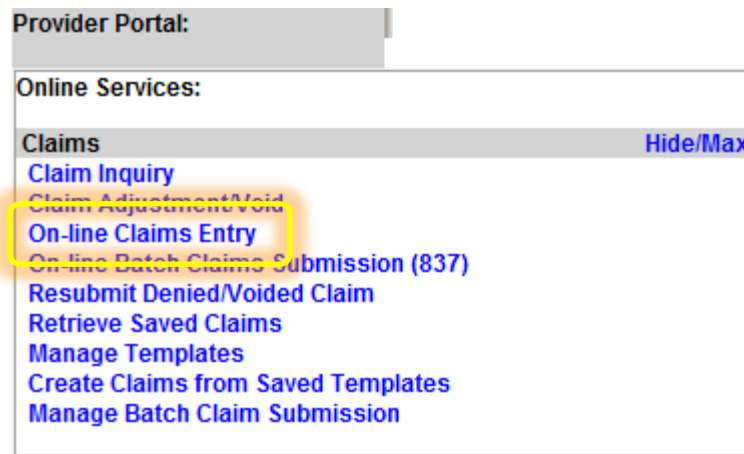 Provider Portal:
Online Services:
Claims Hide/Max
Claim Inquiry
Claim Adjustment/Void
On-line Claims Entry
On-line Batch Claims Submission (837)
Resubmit Denied/Voided Claim
Retrieve Saved Claims
Manage Templates
Create Claims from Saved Templates
Manage Batch Claim Submission